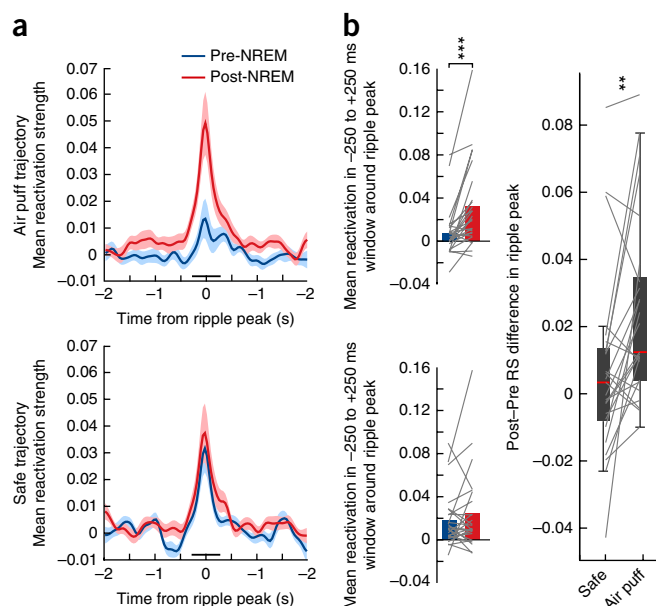 a
Pre-NREM
Post-NREM
Air puff trajectory
Mean reactivation strength
0.07
0.06
0.05
0.04
0.03
0.02
0.01
0
–0.01
–2
–1
0
–1
–2
Time from ripple peak (s)
Safe trajectory
Mean reactivation strength
0.07
0.06
0.05
0.04
0.03
0.02
0.01
0
–0.01
–2
–1
0
–1
–2
Time from ripple peak (s)
b
Mean reactivation in –250 to +250 ms
window around ripple peak
***
0.16
0.12
0.08
0.04
0
–0.04
Mean reactivation in –250 to +250 ms
window around ripple peak
0.16
0.12
0.08
0.04
0
–0.04
Post–Pre RS difference in ripple peak
**
0.08
0.06
0.04
0.02
0
–0.02
–0.04
Safe
Air puff